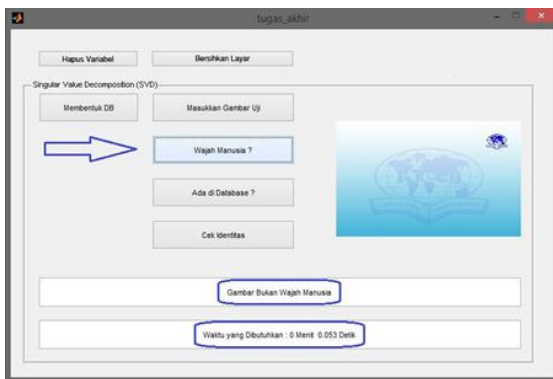 tugas_akhir
Hapus Variabel
Bersihkan Layar
Singular Value Decomposition (SVD)
Membentuk DB
Masukkan Gambar Uji
Wajah Manusia ?
Ada di Database ?
Cek Identitas
Gambar Bukan Wajah Manusia
Waktu yang Dibutuhkan : 0 Menit 0.053 Detik